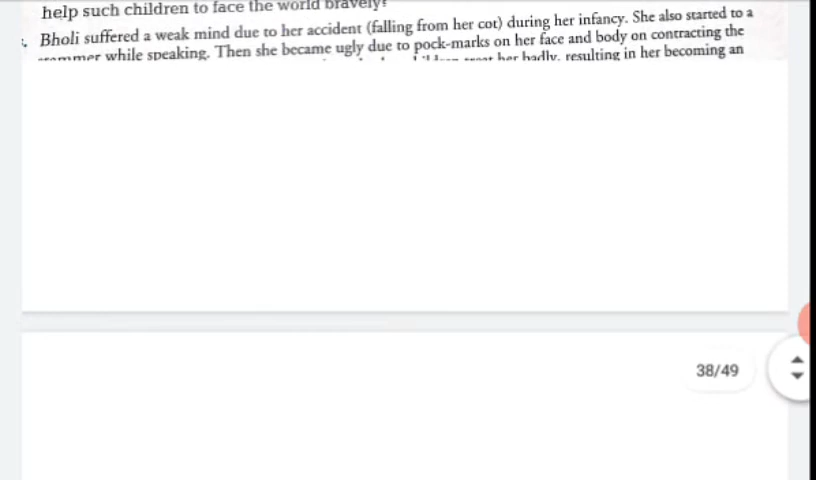 help such children to face the world bravely?
Bholi suffered a weak mind due to her accident (falling from her cot) during her infancy. She also started to a
while speaking. Then she became ugly due to pock-marks on her face and body on contracting the
her badly, resulting in her becoming an
38/49